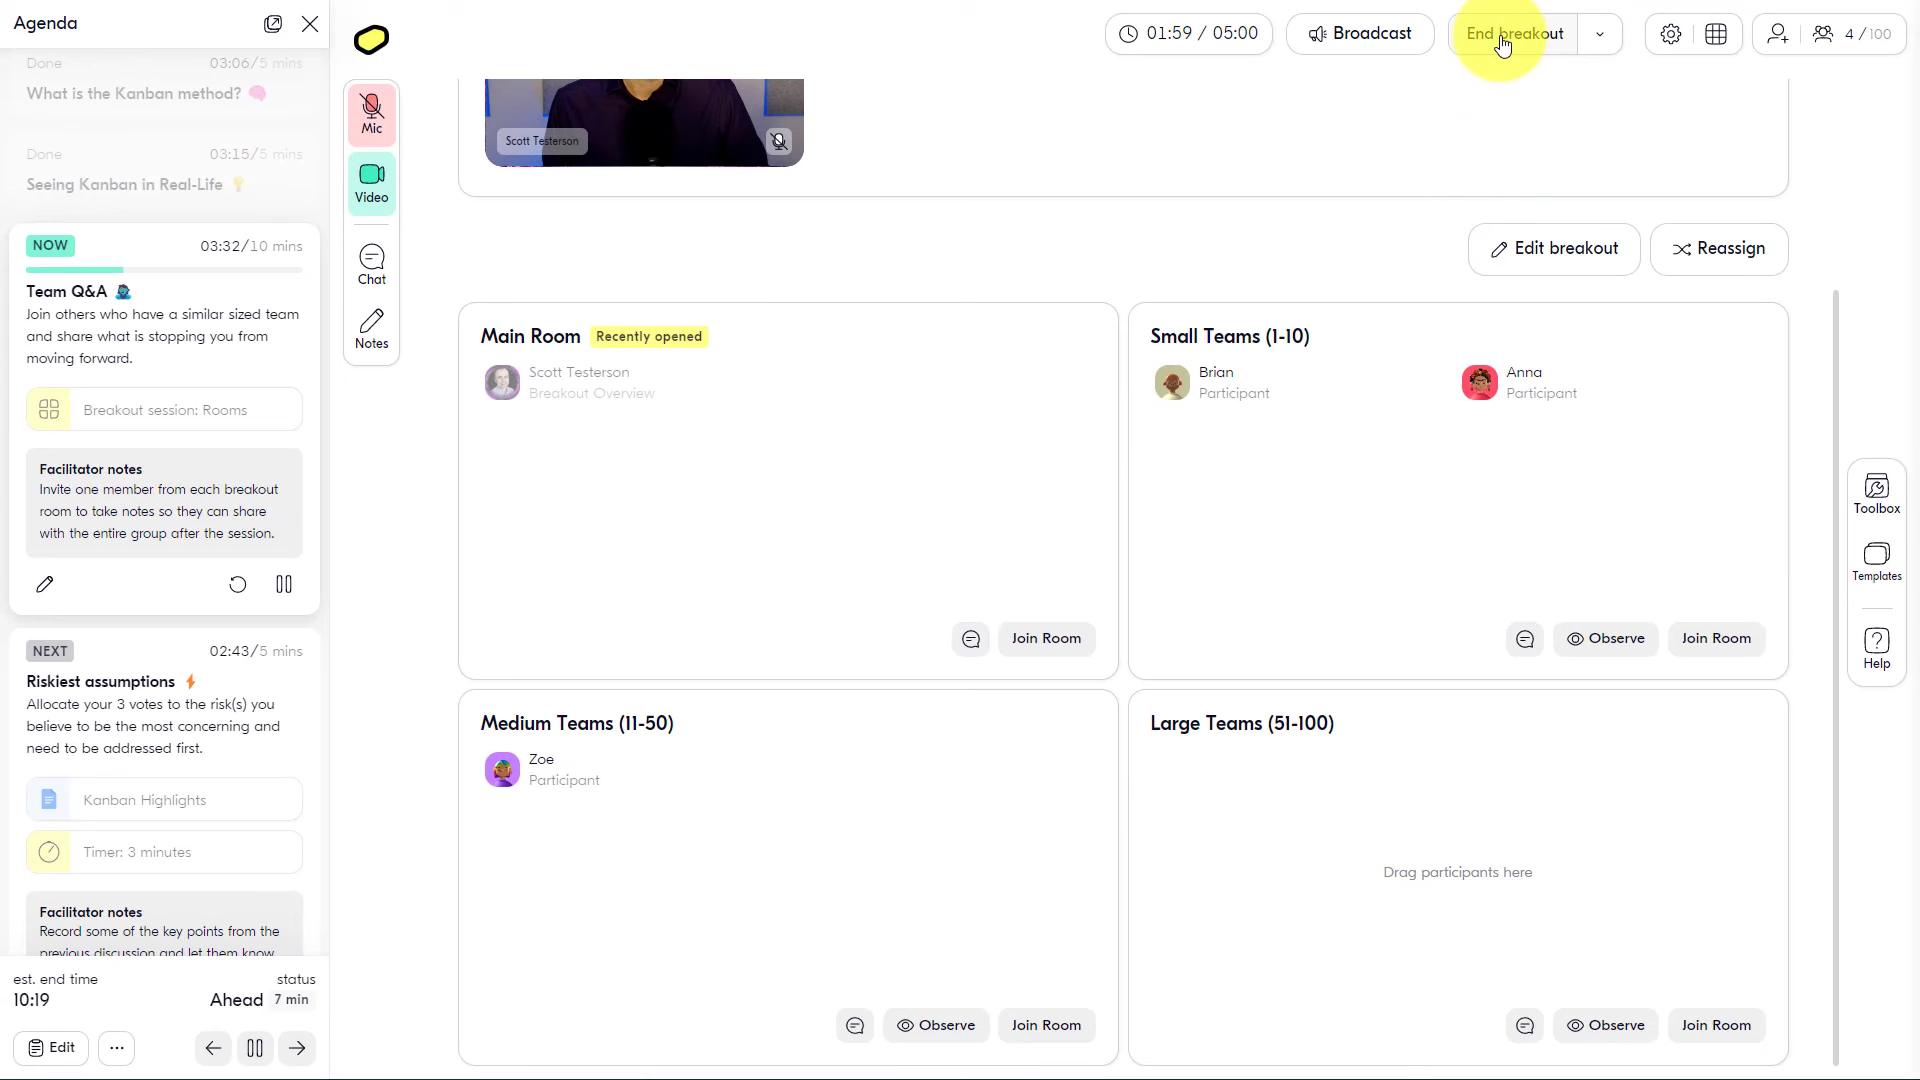 Agenda
Done 03:06/5 mins
What is the Kanban method?
Done 03:15/5 mins
Seeing Kanban in Real-Life
NOW 03:32/10 mins
Team Q&A
Join others who have a similar sized team
and share what is stopping you from
moving forward.
Breakout session: Rooms
Facilitator notes
Invite one member from each breakout
room to take notes so they can share
with the entire group after the session.
NEXT 02:43/5 mins
Riskiest assumptions
Allocate your 3 votes to the risk(s) you
believe to be the most concerning and
need to be addressed first.
Kanban Highlights
Timer: 3 minutes
Facilitator notes
Record some of the key points from the
previous discussion and let them know
est. end time status
10:19 Ahead 7 min
Edit
Mic
Video
Chat
Notes
01:59 / 05:00
Broadcast
End breakout
4 /100
Scott Testerson
Edit breakout
Reassign
Main Room Recently opened
Scott Testerson
Breakout Overview
Join Room
Small Teams (1-10)
Brian
Participant
Anna
Participant
Observe
Join Room
Medium Teams (11-50)
Zoe
Participant
Observe
Join Room
Large Teams (51-100)
Drag participants here
Observe
Join Room
Toolbox
Templates
Help